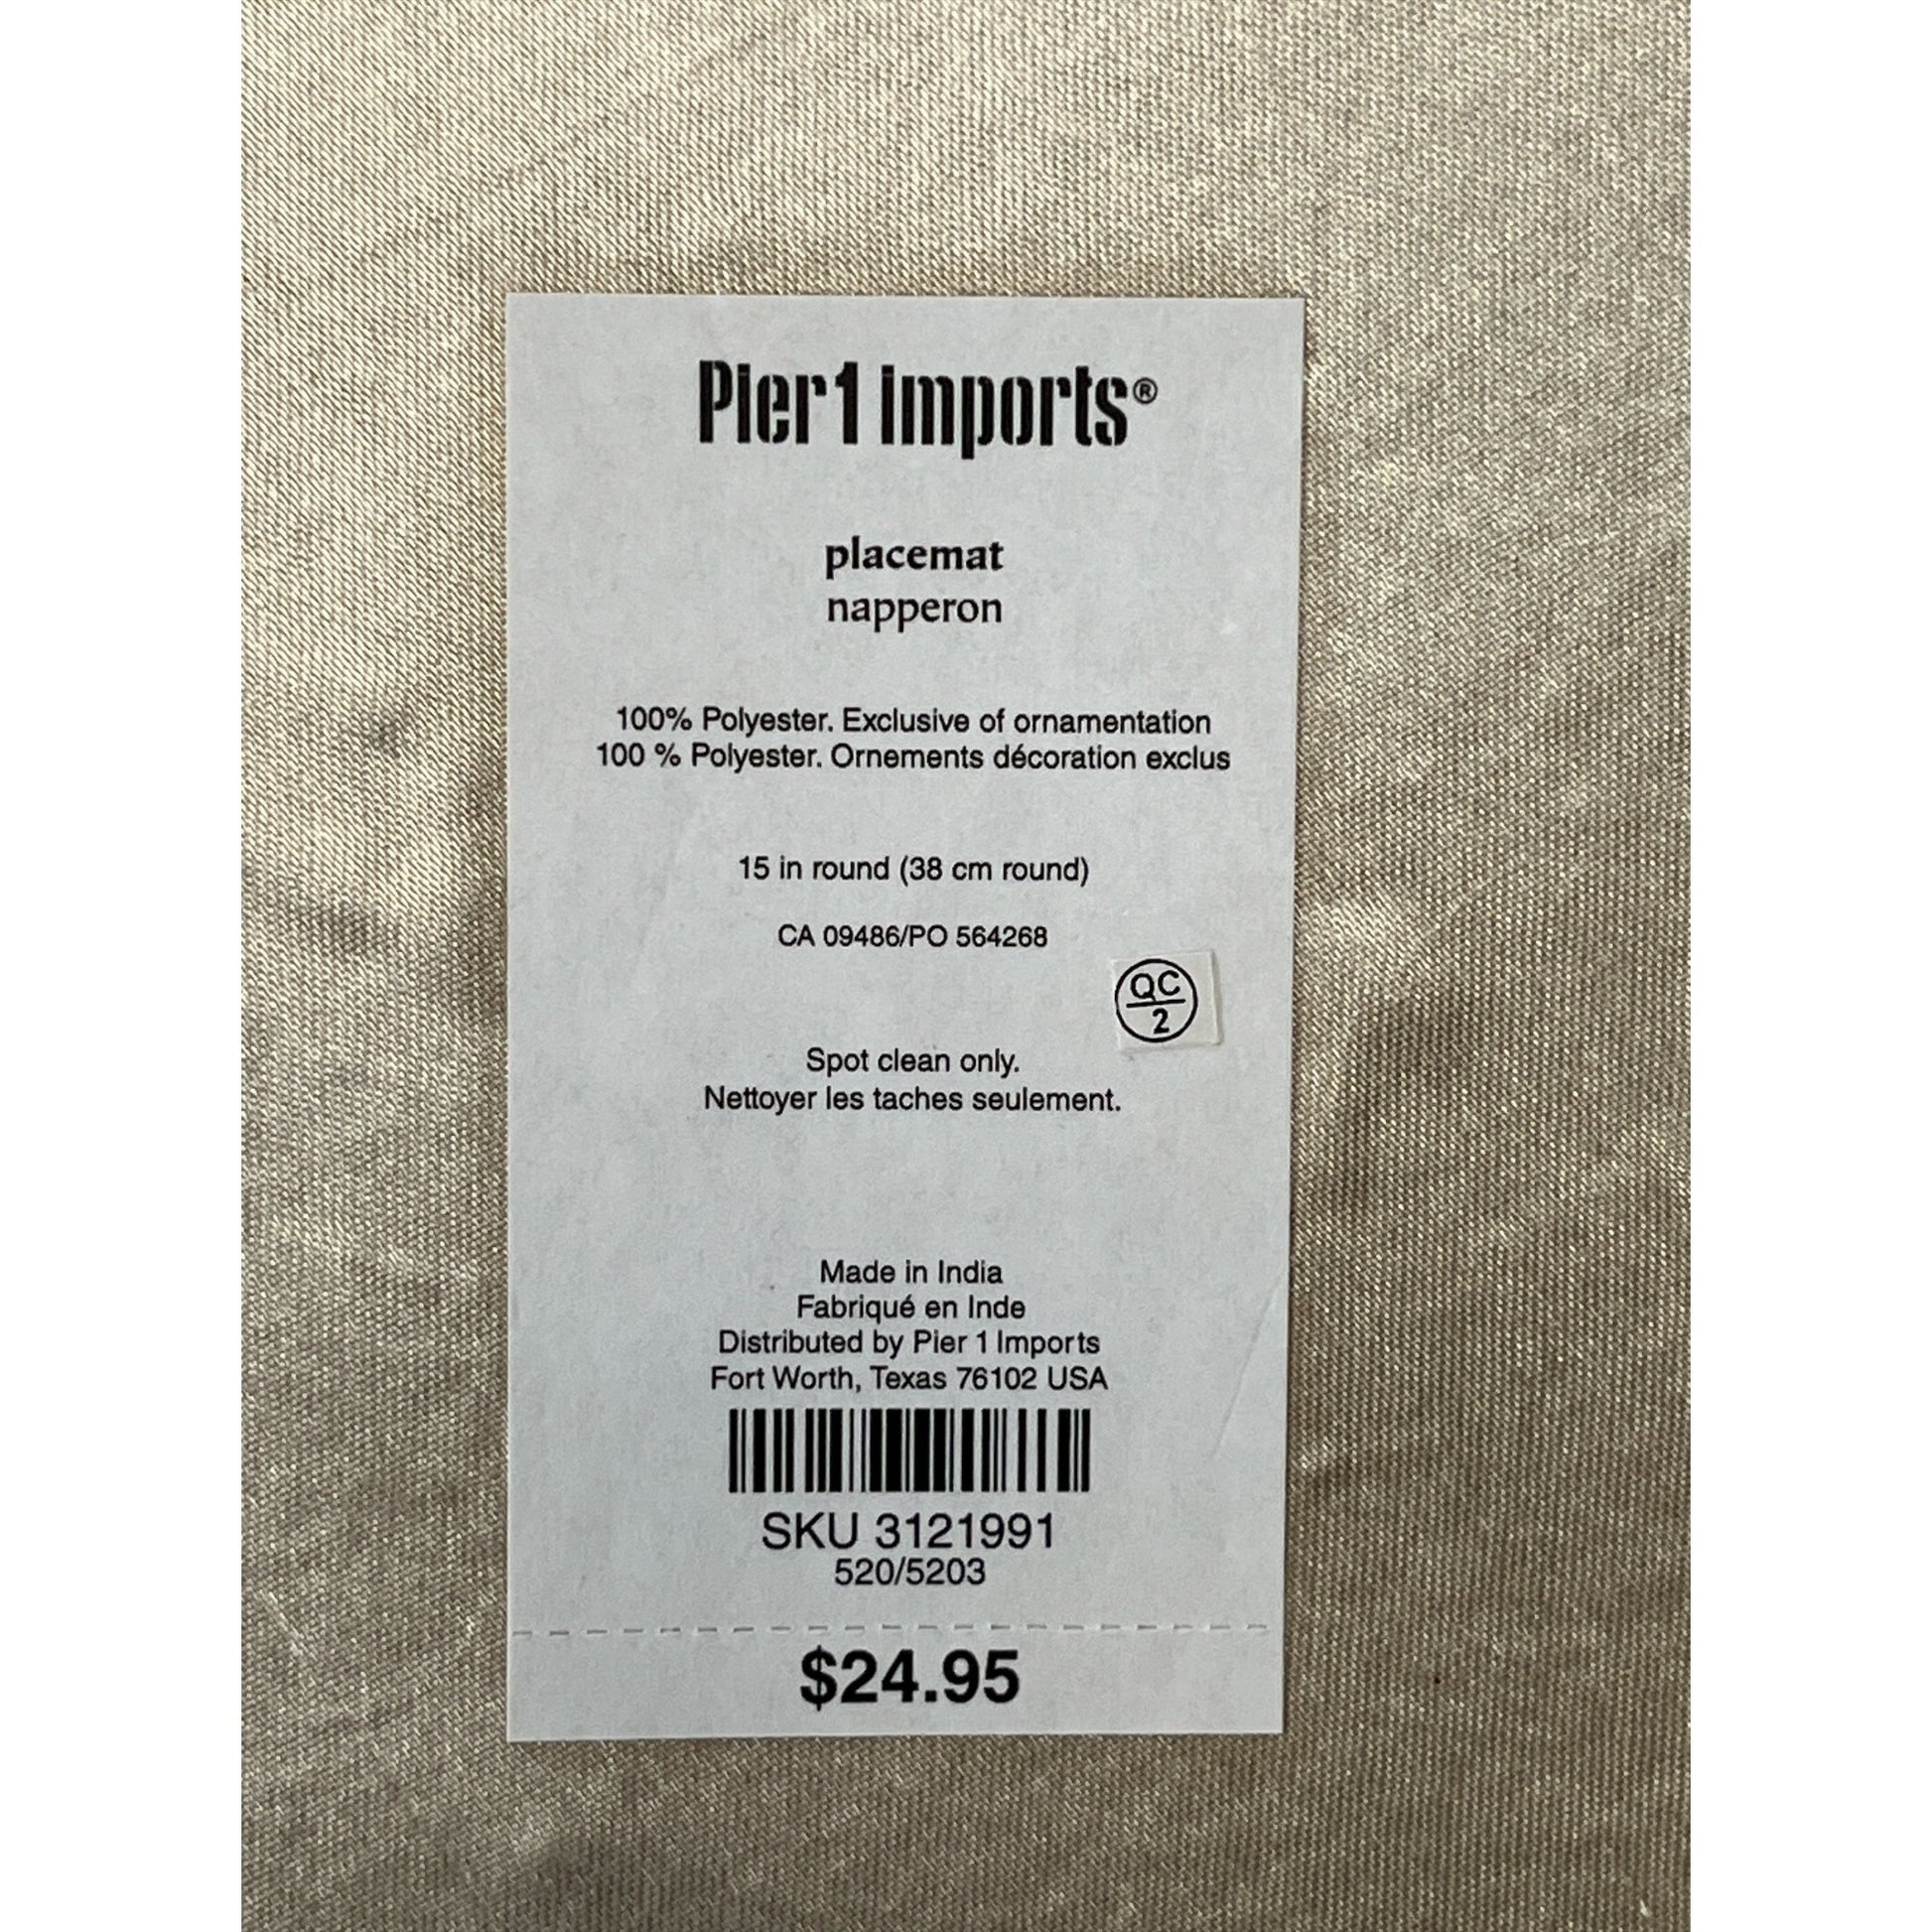 Pier 1 imports®
placemat
napperon
100% Polyester. Exclusive of ornamentation
100 % Polyester. Ornements décoration exclus
15 in round (38 cm round)
CA 09486/PO 564268
QC
2
Spot clean only.
Nettoyer les taches seulement.
Made in India
Fabriqué en Inde
Distributed by Pier 1 Imports
Fort Worth, Texas 76102 USA
SKU 3121991
520/5203
$24.95